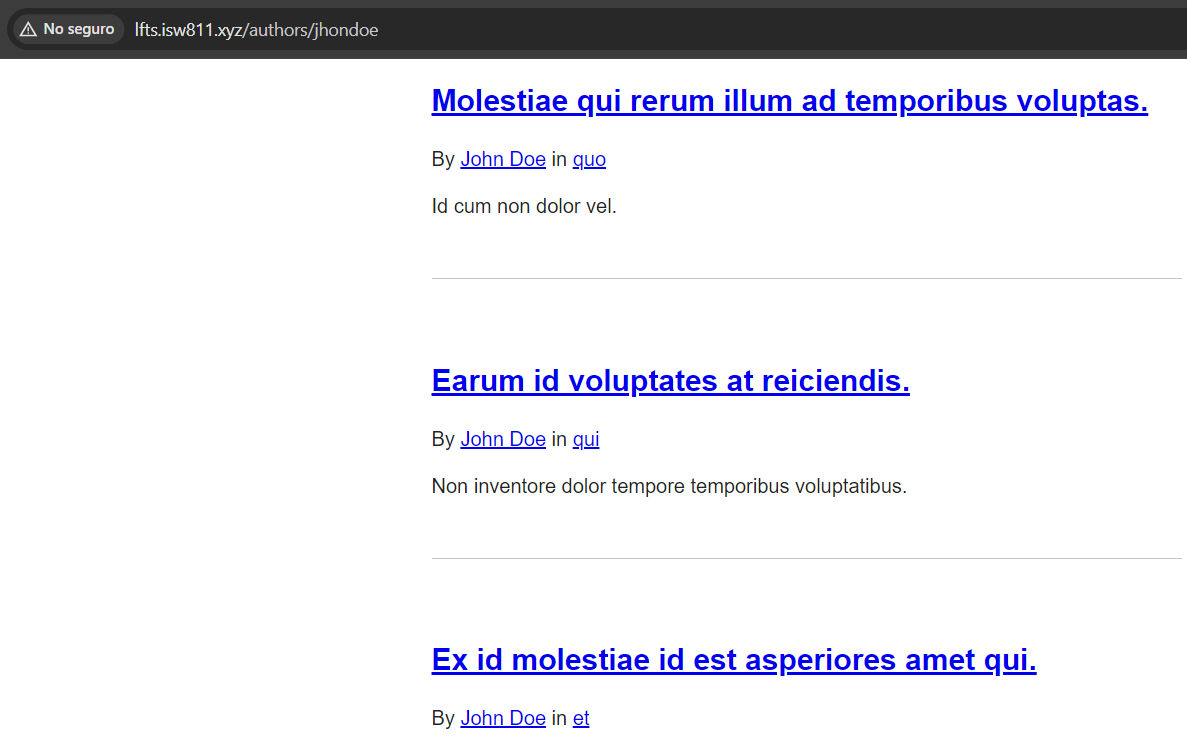 No seguro lfts.isw811.xyz/authors/jhondoe
Molestiae qui rerum illum ad temporibus voluptas.
By John Doe in quo
Id cum non dolor vel.
Earum id voluptates at reiciendis.
By John Doe in qui
Non inventore dolor tempore temporibus voluptatibus.
Ex id molestiae id est asperiores amet qui.
By John Doe in et